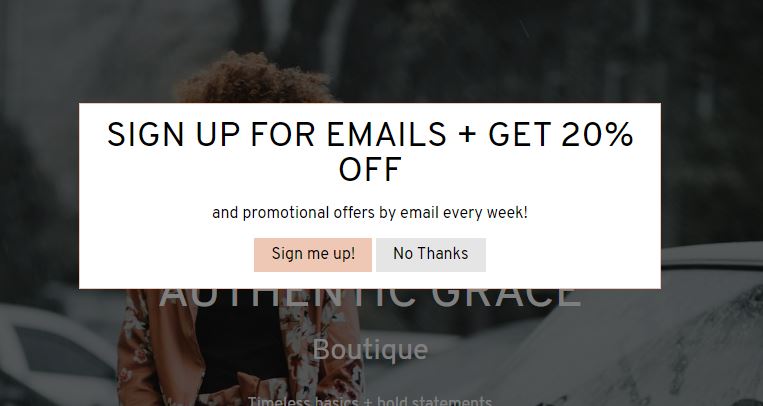 SIGN UP FOR EMAILS + GET 20%
OFF
and promotional offers by email every week!
Sign me up!
No Thanks
AUTHENTIC GRACE
Boutique
Timeless basics + bold statements